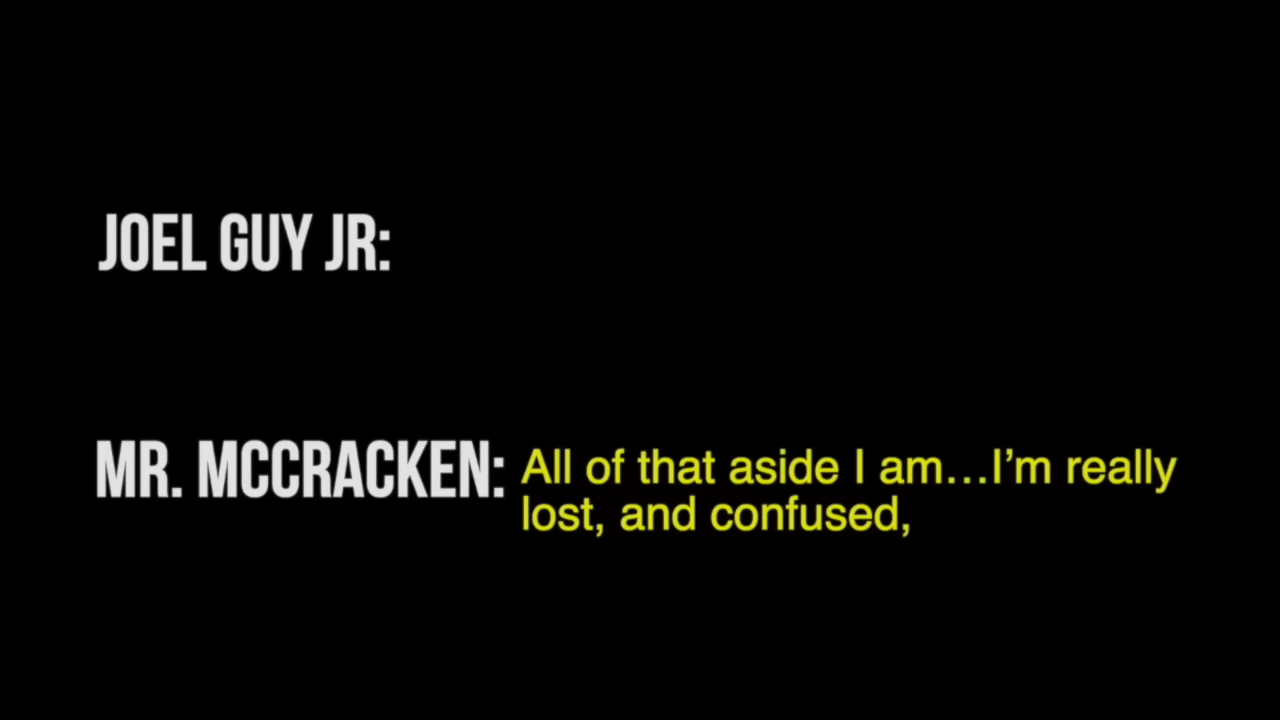 JOEL GUY JR:
MR. MCCRACKEN: All of that aside I am…I’m really
lost, and confused,